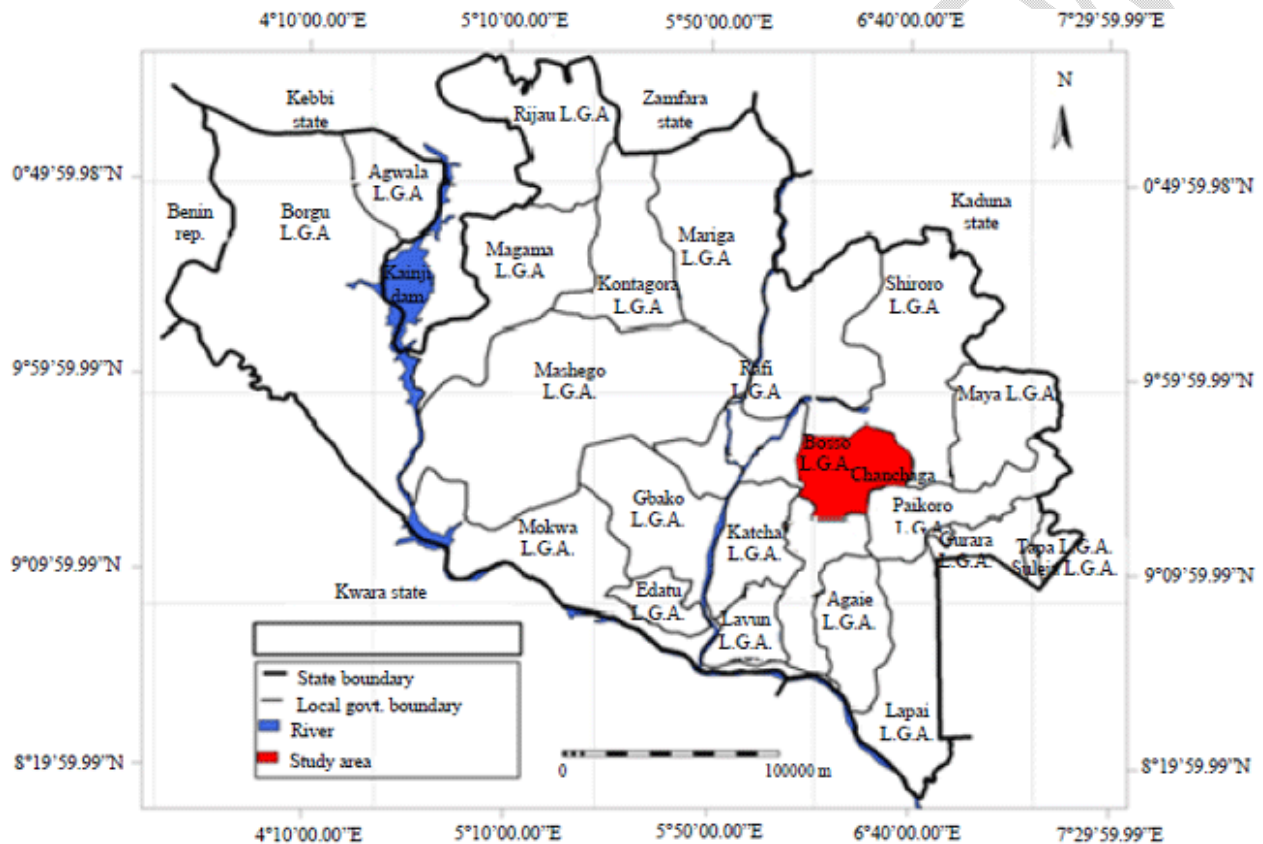 4°10’00.00”E
5°10’00.00”E
5°50’00.00”E
6°40’00.00”E
7°29’59.99”E
N
Kebbi
state
Rijau L.G.A
Zamfara
state
0°49’59.98”N
0°49’59.98”N
Agwala
L.G.A
Kaduna
state
Benin
rep.
Borgu
L.G.A
Magama
L.G.A
Mariga
L.G.A
Kainji
dam
Kontagora
L.G.A
Shiroro
L.G.A
9°59’59.99”N
9°59’59.99”N
Mashego
L.G.A.
Rafi
L.G.A
Maya L.G.A.
Bosso
L.G.A.
Chanchaga
Gbako
L.G.A.
Paikoro
L.G.A.
Mokwa
L.G.A.
Katcha
L.G.A.
Gurara
L.G.A.
Tapa L.G.A.
Suleja L.G.A.
9°09’59.99”N
9°09’59.99”N
Kwara state
Edatu
L.G.A.
Lavun
L.G.A.
Agaie
L.G.A.
Lapai
L.G.A.
State boundary
Local govt. boundary
River
Study area
0
100000 m
8°19’59.99”N
8°19’59.99”N
4°10’00.00”E
5°10’00.00”E
5°50’00.00”E
6°40’00.00”E
7°29’59.99”E